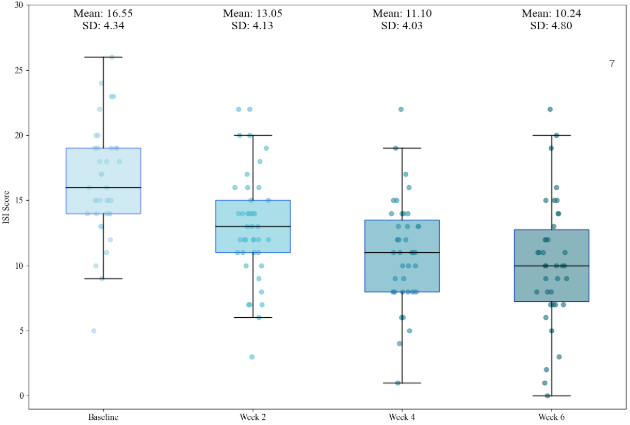 30
Mean: 16.55 Mean: 13.05 Mean: 11.10 Mean: 10.24
SD: 4.34 SD: 4.13 SD: 4.03 SD: 4.80
7
25
20
15
ISI Score
10
5
0
Baseline Week 2 Week 4 Week 6